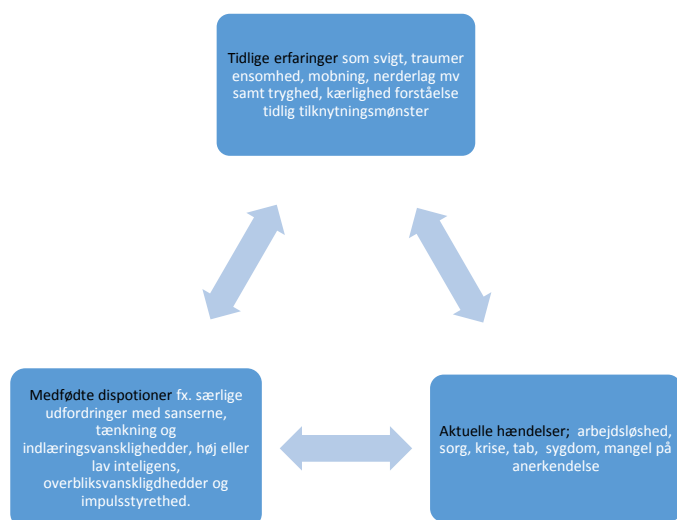 Tidlige erfaringer som svigt, traumer
ensomhed, mobning, nerderlag mv
samt tryghed, kærlighed forståelse
tidlig tilknytningsmønster
Medfødte dispotioner fx. særlige
udfordringer med sanserne,
tænkning og
indlæringsvansklighedder, høj eller
lav inteligens,
overbliksvanskligdhedder og
impulsstyrethed.
Aktuelle hændelser; arbejdsløshed,
sorg, krise, tab, sygdom, mangel på
anerkendelse